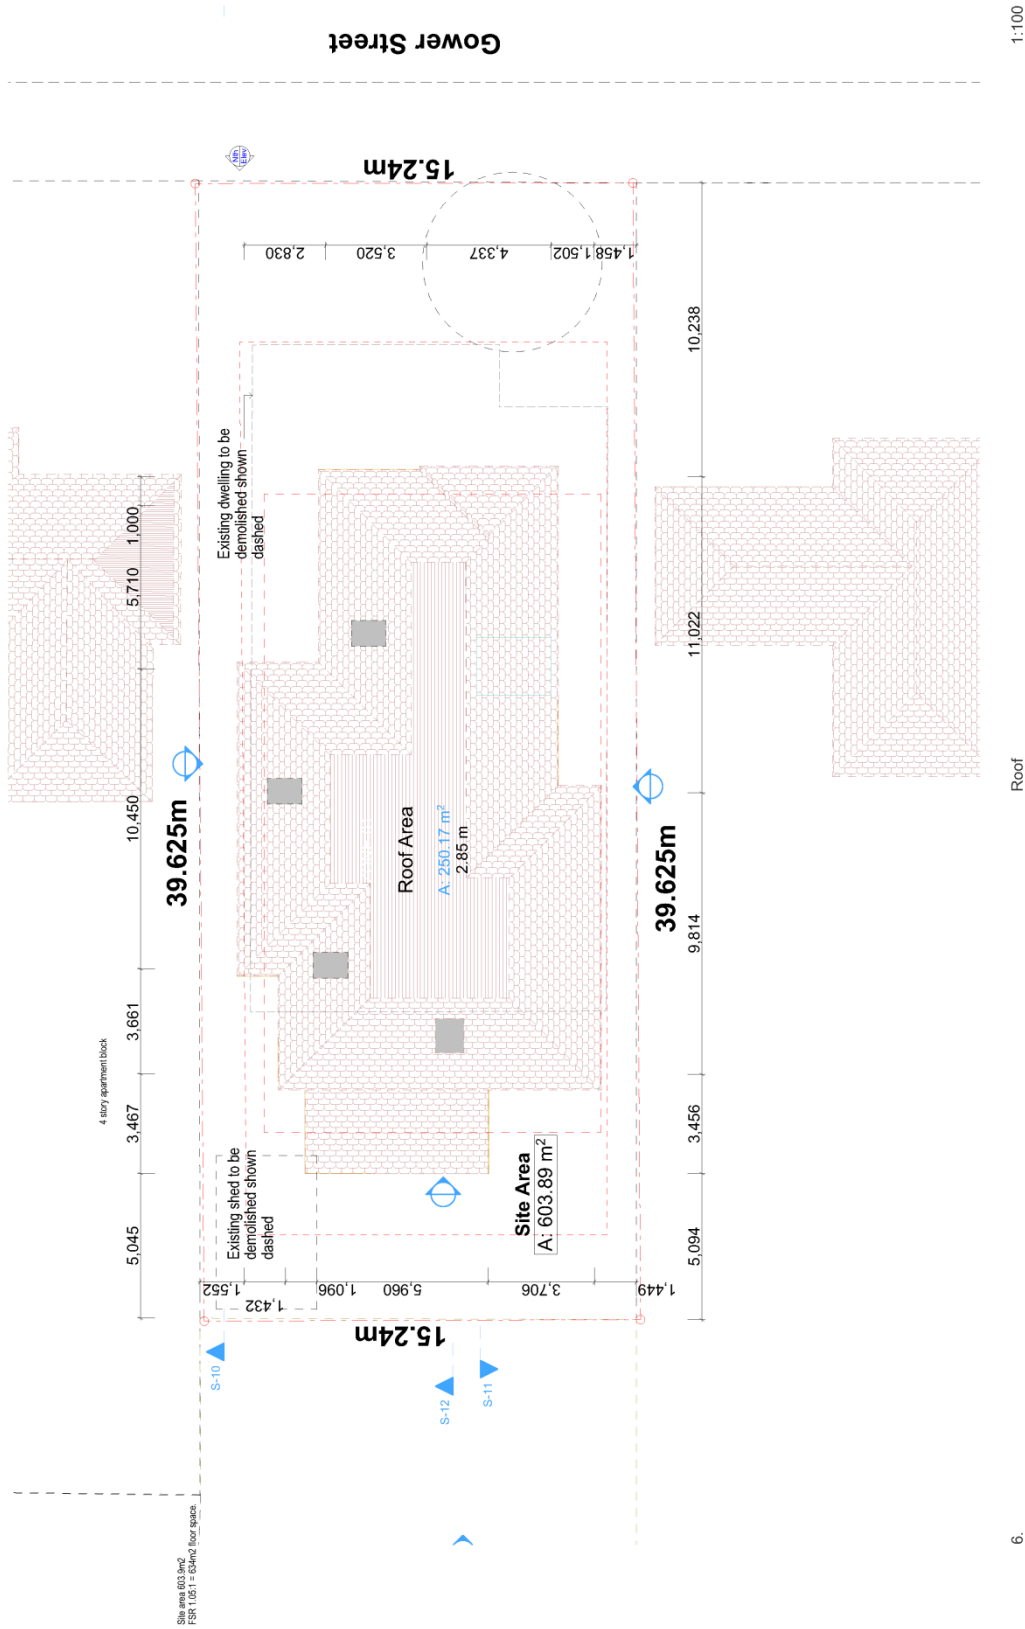 Gower Street
1:100
Nth
Elev
15.24m
2,830
3,520
4,337
1,502
1,458
10,238
Existing dwelling to be
demolished shown
dashed
1,000
5,710
11,022
10,450
39.625m
Roof Area
A: 250.17 m²
2.85 m
39.625m
Roof
9,814
3,661
4 story apartment block
3,467
3,456
Existing shed to be
demolished shown
dashed
Site Area
A: 603.89 m²
5,045
5,094
1,552
1,432
1,096
5,960
3,706
1,449
15.24m
S-10
S-12
S-11
Site area 603.9m2
FSR 1.05:1 = 634m2 floor space.
6.